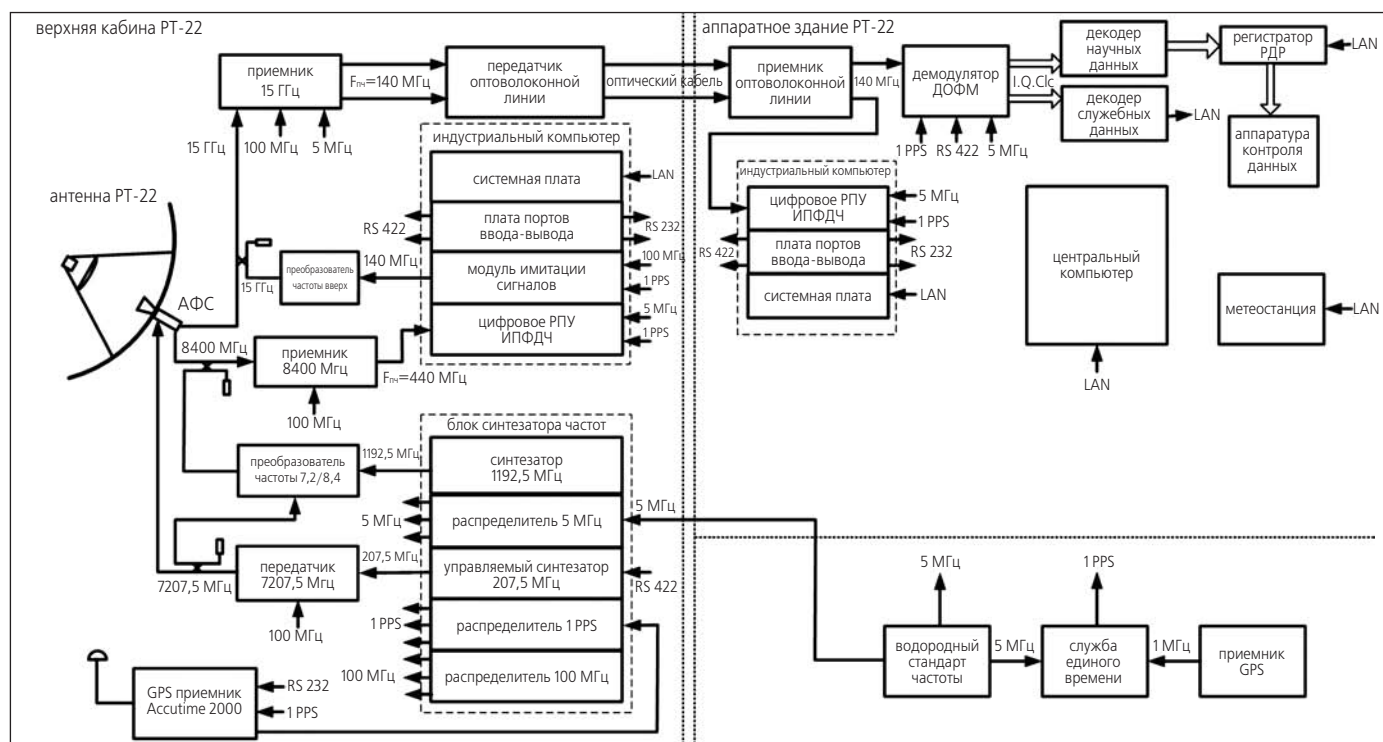 верхняя кабина РТ-22
аппаратное здание РТ-22
приемник
15 ГГц
Fпч=140 МГц
передатчик
оптоволоконной
линии
оптический кабель
приемник
оптоволоконной
линии
140 МГц
демодулятор
ДОФМ
I.Q.Clc
декодер
научных
данных
регистратор
РДР
LAN
декодер
служебных
данных
LAN
аппаратура
контроля
данных
15 ГГц
100 МГц
5 МГц
1 PPS
RS 422
5 МГц
индустриальный компьютер
системная плата
LAN
плата портов
ввода-вывода
RS 422
RS 232
модуль имитации
сигналов
100 МГц
1 PPS
цифровое РПУ
ИПФДЧ
5 МГц
1 PPS
140 МГц
преобразователь
частоты вверх
15 ГГц
антенна РТ-22
АФС
8400 МГц
приемник
8400 Мгц
Fпч=440 МГц
100 МГц
индустриальный компьютер
цифровое РПУ
ИПФДЧ
5 МГц
1 PPS
плата портов
ввода-вывода
RS 422
RS 232
системная плата
LAN
центральный
компьютер
LAN
метеостанция
LAN
блок синтезатора частот
синтезатор
1192,5 МГц
1192,5 МГц
преобразователь
частоты 7,2/8,4
распределитель 5 МГц
5 МГц
5 МГц
управляемый синтезатор
207,5 МГц
207,5 МГц
RS 422
передатчик
7207,5 Мгц
7207,5 МГц
100 МГц
распределитель 1 PPS
1 PPS
распределитель 100 МГц
100 МГц
GPS приемник
Accutime 2000
RS 232
1 PPS
5 МГц
1 PPS
водородный
стандарт
частоты
5 МГц
служба
единого
времени
1 МГц
приемник
GPS